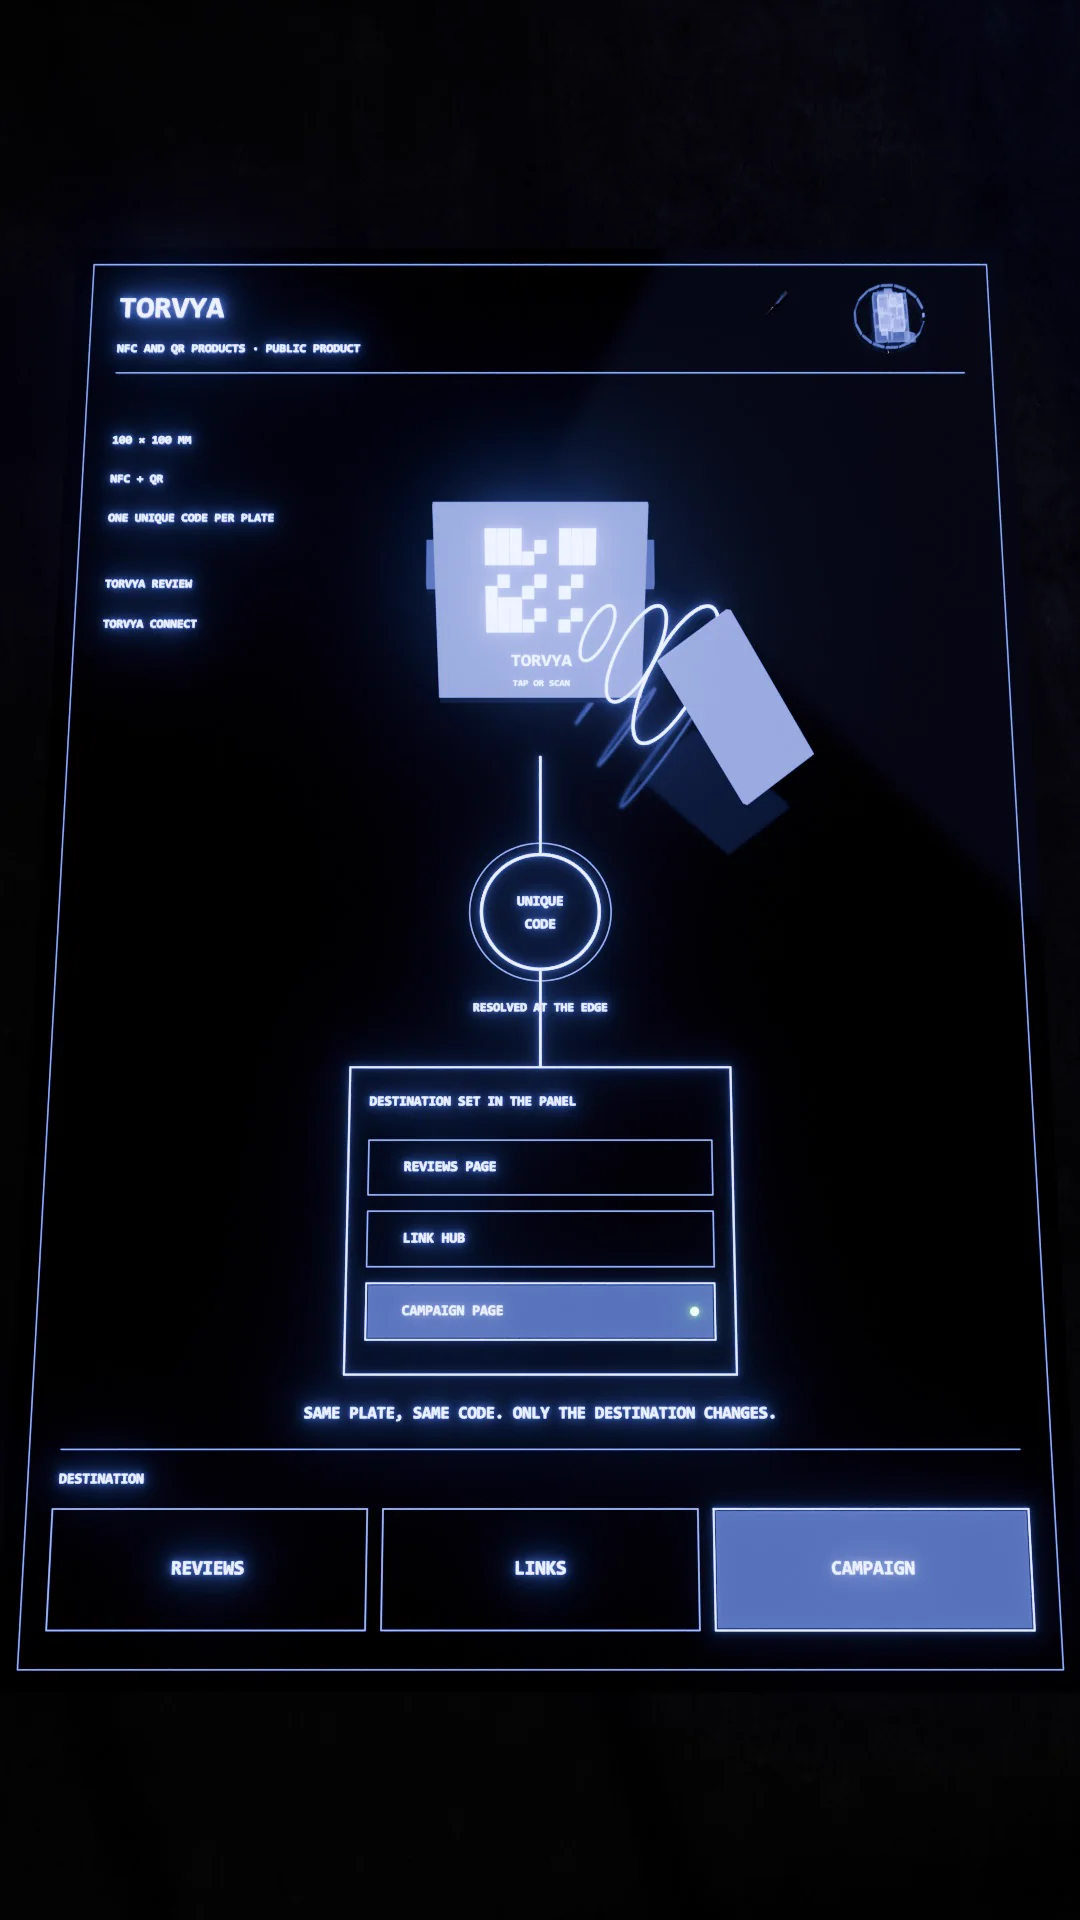 TORVYA
NFC AND QR PRODUCTS • PUBLIC PRODUCT
100 × 100 MM
NFC + QR
ONE UNIQUE CODE PER PLATE
TORVYA REVIEW
TORVYA CONNECT
TORVYA
TAP OR SCAN
UNIQUE
CODE
RESOLVED AT THE EDGE
DESTINATION SET IN THE PANEL
REVIEWS PAGE
LINK HUB
CAMPAIGN PAGE
SAME PLATE, SAME CODE. ONLY THE DESTINATION CHANGES.
DESTINATION
REVIEWS
LINKS
CAMPAIGN